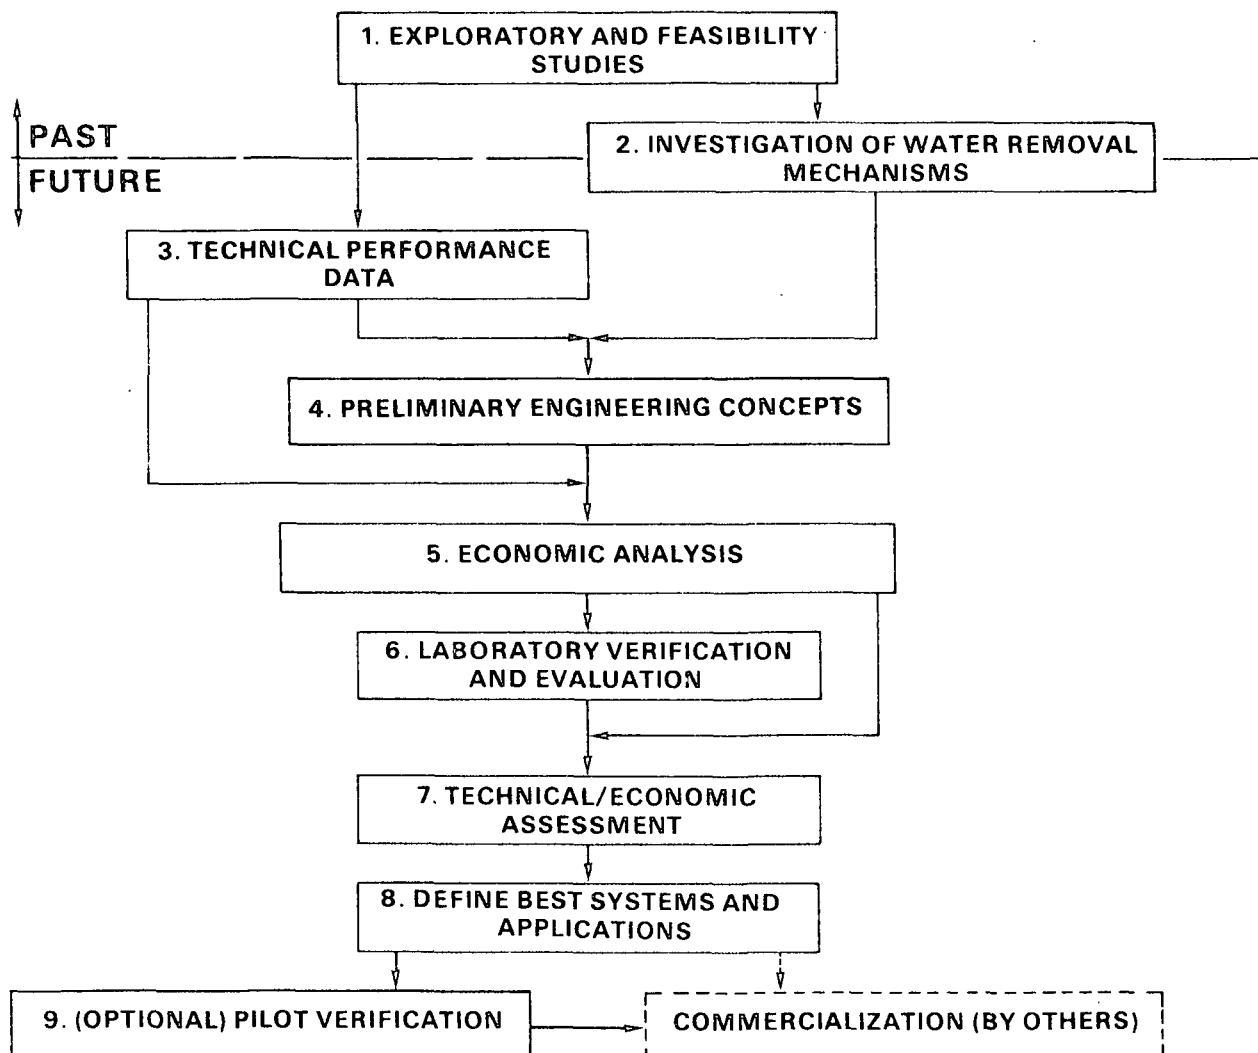 1. EXPLORATORY AND FEASIBILITY
STUDIES
PAST
FUTURE
2. INVESTIGATION OF WATER REMOVAL
MECHANISMS
3. TECHNICAL PERFORMANCE
DATA
4. PRELIMINARY ENGINEERING CONCEPTS
5. ECONOMIC ANALYSIS
6. LABORATORY VERIFICATION
AND EVALUATION
7. TECHNICAL/ECONOMIC
ASSESSMENT
8. DEFINE BEST SYSTEMS AND
APPLICATIONS
9. (OPTIONAL) PILOT VERIFICATION
COMMERCIALIZATION (BY OTHERS)